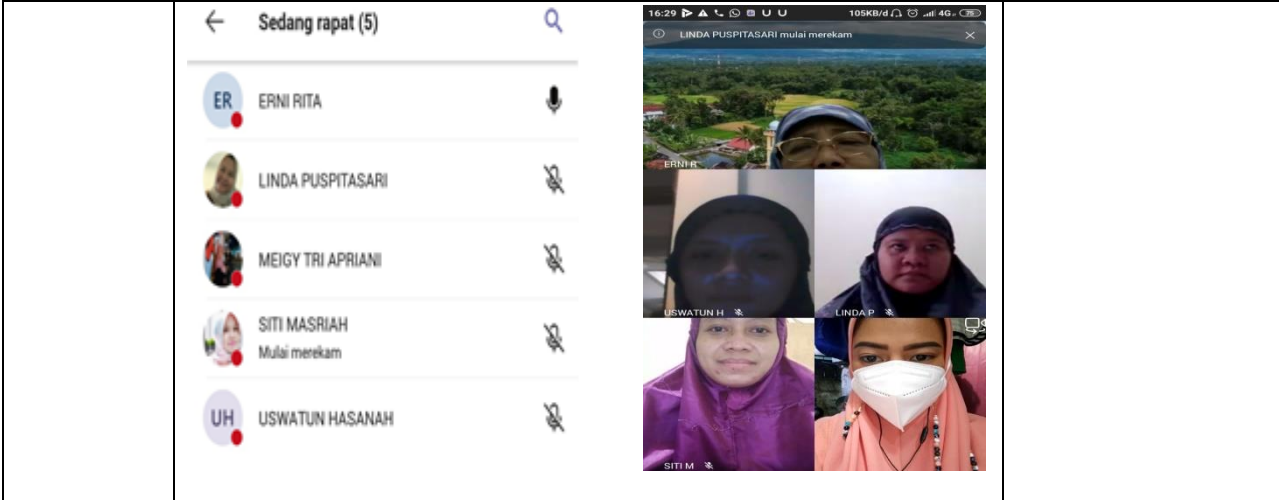 Sedang rapat (5)
ER
ERNI RITA
LINDA PUSPITASARI
MEIGY TRI APRIANI
SITI MASRIAH
Mulai merekam
UH
USWATUN HASANAH
16:29
105KB/d
4G
75
LINDA PUSPITASARI mulai merekam
ERNI R
USWATUN H
LINDA P
SITI M